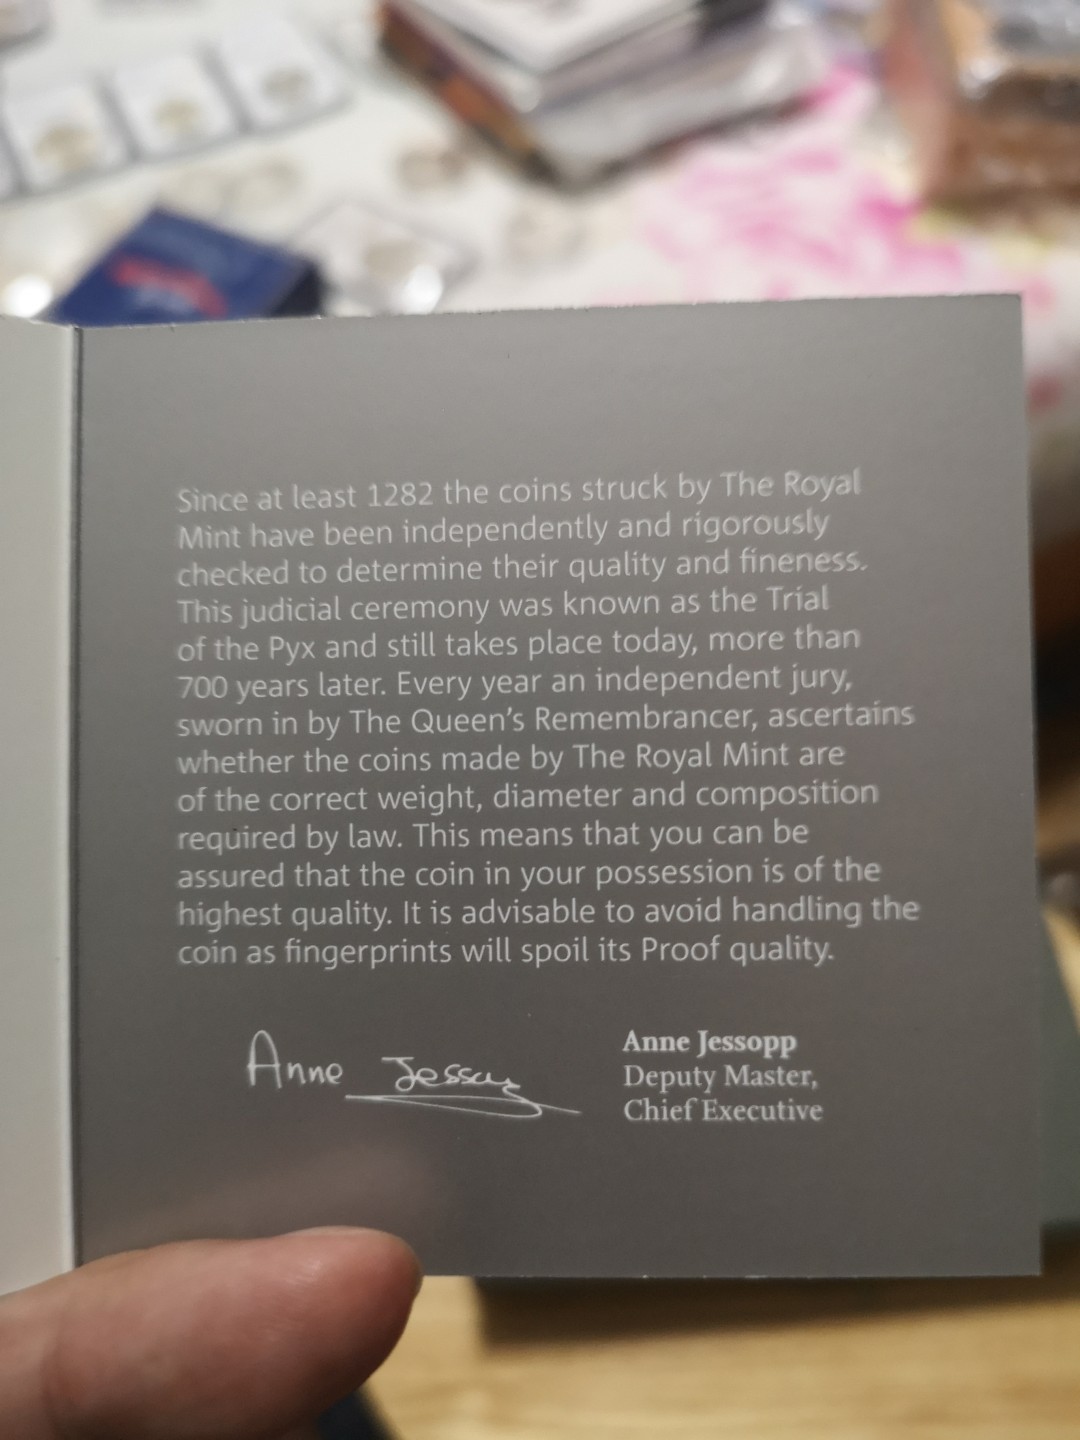 Since at least 1282 the coins struck by The Royal
Mint have been independently and rigorously
checked to determine their quality and fineness.
This judicial ceremony was known as the Trial
of the Pyx and still takes place today, more than
700 years later. Every year an independent jury,
sworn in by The Queen's Remembrancer, ascertains
whether the coins made by The Royal Mint are
of the correct weight, diameter and composition
required by law. This means that you can be
assured that the coin in your possession is of the
highest quality. It is advisable to avoid handling the
coin as fingerprints will spoil its Proof quality.
Anne Jessopp
Anne Jessopp
Deputy Master,
Chief Executive